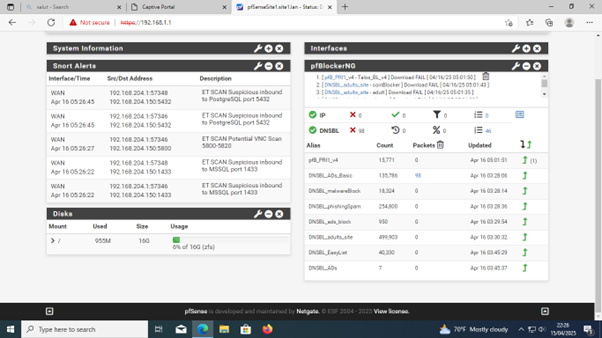 salut - Search
Captive Portal
pfSenseSite1.site1.lan - Status: D
Not secure
https://192.168.1.1
System Information
Snort Alerts
Interface/Time Src/Dst Address Description
WAN 192.168.204.1:57348 ET SCAN Suspicious inbound
Apr 16 05:26:45 192.168.204.150:5432 to PostgreSQL port 5432
WAN 192.168.204.1:57346 ET SCAN Suspicious inbound
Apr 16 05:26:45 192.168.204.150:5432 to PostgreSQL port 5432
WAN 192.168.204.1:57346 ET SCAN Potential VNC Scan
Apr 16 05:26:27 192.168.204.150:5800 5800-5820
WAN 192.168.204.1:57348 ET SCAN Suspicious inbound
Apr 16 05:26:22 192.168.204.150:1433 to MSSQL port 1433
WAN 192.168.204.1:57346 ET SCAN Suspicious inbound
Apr 16 05:26:22 192.168.204.150:1433 to MSSQL port 1433
Disks
Mount Used Size Usage
/ 955M 16G
6% of 16G (zfs)
Interfaces
pfBlockerNG
1. [ pfB_PRI1_v4 - Talos_BL_v4 ] Download FAIL [ 04/16/25 05:01:50 ]
2. [ DNSBL_adults_site - coinBlocker ] Download FAIL [ 04/16/25 05:01:43 ]
3. [ DNSBL_adults_site - adult ] Download FAIL [ 04/16/25 05:01:35 ]
IP 0 0 0 0
DNSBL 98 0 0 46
Alias Count Packets Updated
pfB_PRI1_v4 15,771 0 Apr 16 05:01:51 (1)
DNSBL_ADs_Basic 135,786 98 Apr 16 03:28:06
DNSBL_malwareBlock 18,324 0 Apr 16 03:28:14
DNSBL_phishingSpam 254,808 0 Apr 16 03:28:36
DNSBL_ads_block 950 0 Apr 16 03:29:54
DNSBL_adults_site 499,903 0 Apr 16 03:30:32
DNSBL_EasyList 40,330 0 Apr 16 03:45:29
DNSBL_ADs 7 0 Apr 16 03:45:37
pfSense is developed and maintained by Netgate. © ESF 2004 - 2025 View license.
Type here to search
70°F Mostly cloudy
22:26
15/04/2025